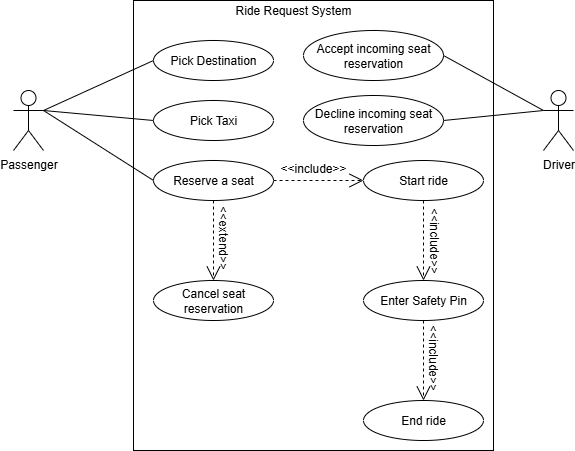 Ride Request System
Pick Destination
Accept incoming seat
reservation
Pick Taxi
Decline incoming seat
reservation
Passenger
Driver
Reserve a seat
<<include>>
Start ride
<<extend>>
<<include>>
Cancel seat
reservation
Enter Safety Pin
<<include>>
End ride